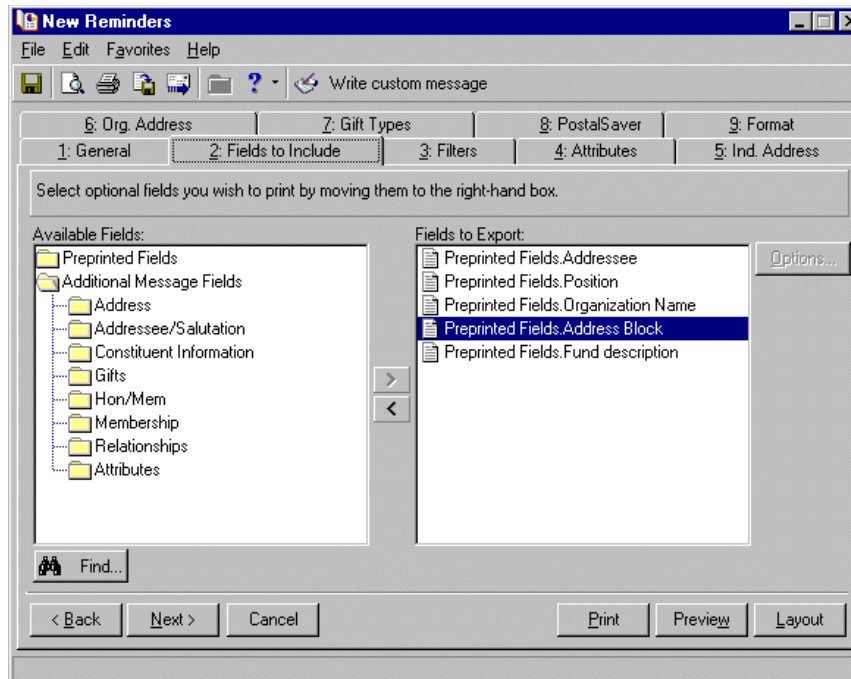 New Reminders
File Edit Favorites Help
? Write custom message
6: Org. Address 7: Gift Types 8: PostalSaver 9: Format
1: General 2: Fields to Include 3: Filters 4: Attributes 5: Ind. Address
Select optional fields you wish to print by moving them to the right-hand box.
Available Fields: Fields to Export:
Preprinted Fields Preprinted Fields.Addressee Options...
Additional Message Fields Preprinted Fields.Position
Address Preprinted Fields.Organization Name
Addressee/Salutation Preprinted Fields.Address Block
Constituent Information Preprinted Fields.Fund description
Gifts
>
Hon/Mem
<
Membership
Relationships
Attributes
Find...
< Back Next > Cancel Print Preview Layout